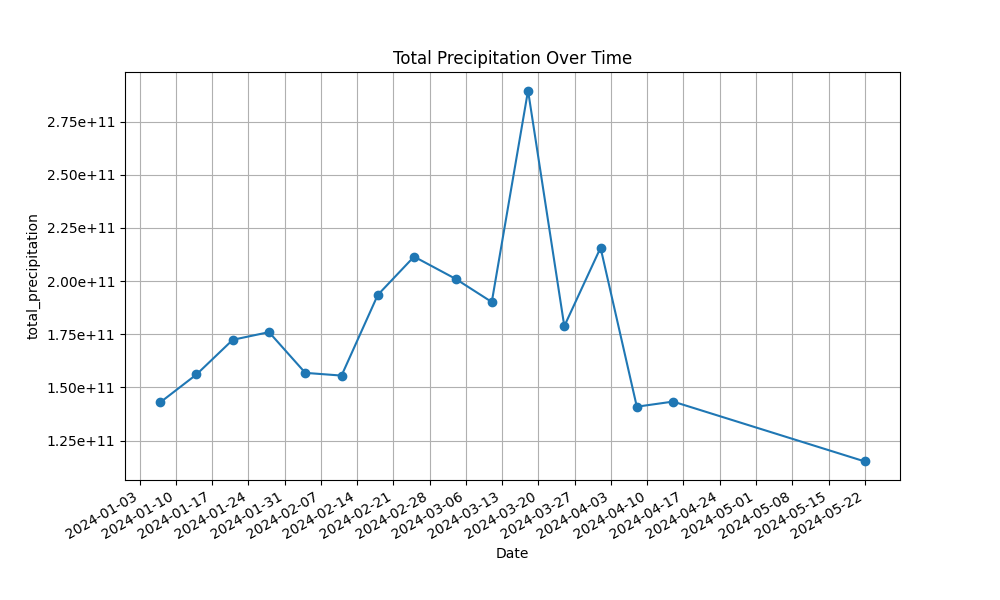 Total Precipitation Over Time
total_precipitation
2.75e+11
2.50e+11
2.25e+11
2.00e+11
1.75e+11
1.50e+11
1.25e+11
2024-01-03
2024-01-10
2024-01-17
2024-01-24
2024-01-31
2024-02-07
2024-02-14
2024-02-21
2024-02-28
2024-03-06
2024-03-13
2024-03-20
2024-03-27
2024-04-03
2024-04-10
2024-04-17
2024-04-24
2024-05-01
2024-05-08
2024-05-15
2024-05-22
Date